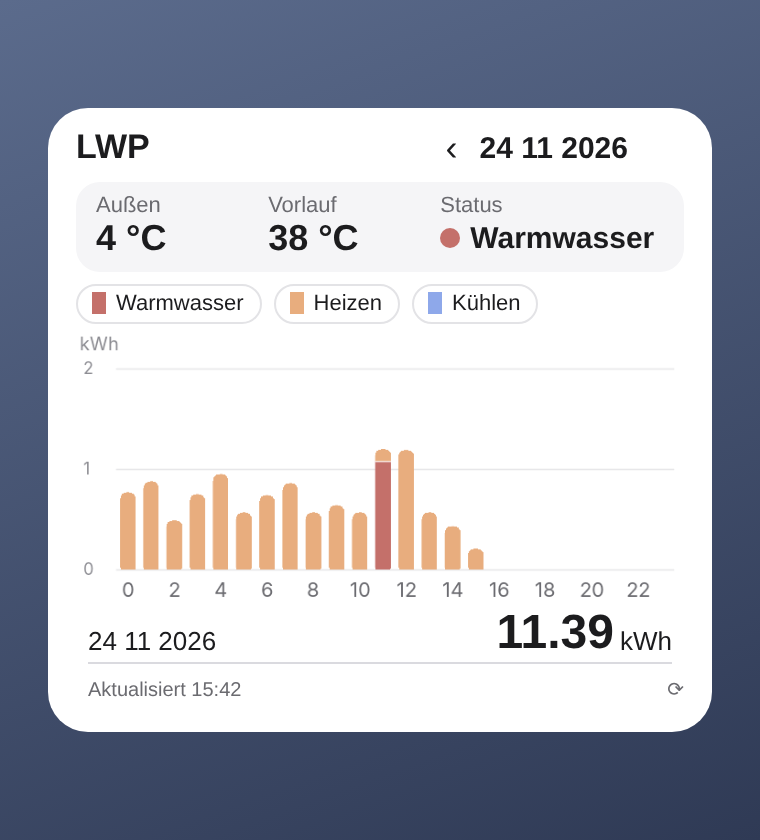 LWP ‹ 24 11 2026
Außen Vorlauf Status
4 °C 38 °C Warmwasser
Warmwasser Heizen Kühlen
kWh
2
1
0
0 2 4 6 8 10 12 14 16 18 20 22
24 11 2026 11.39 kWh
Aktualisiert 15:42 ⟳